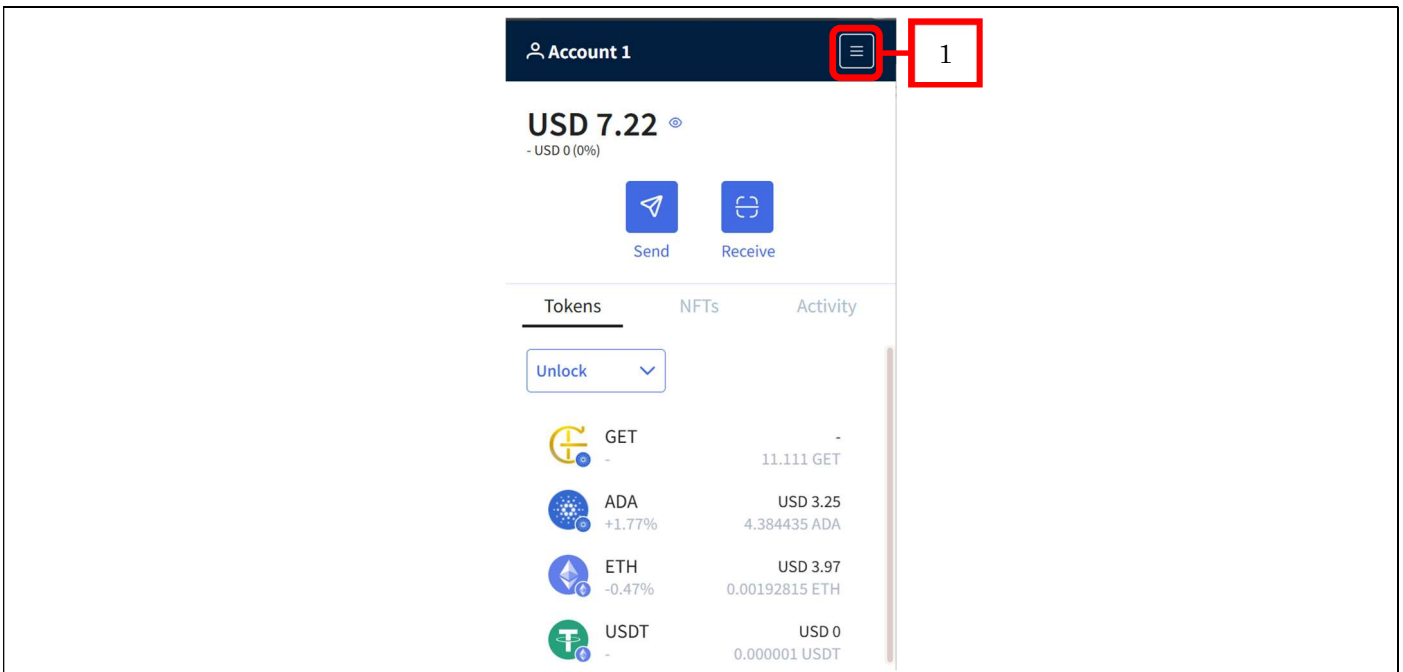 Account 1
1
USD 7.22
- USD 0 (0%)
Send Receive
Tokens NFTs Activity
Unlock
GET -
- 11.111 GET
ADA USD 3.25
+1.77% 4.384435 ADA
ETH USD 3.97
-0.47% 0.00192815 ETH
USDT USD 0
- 0.000001 USDT